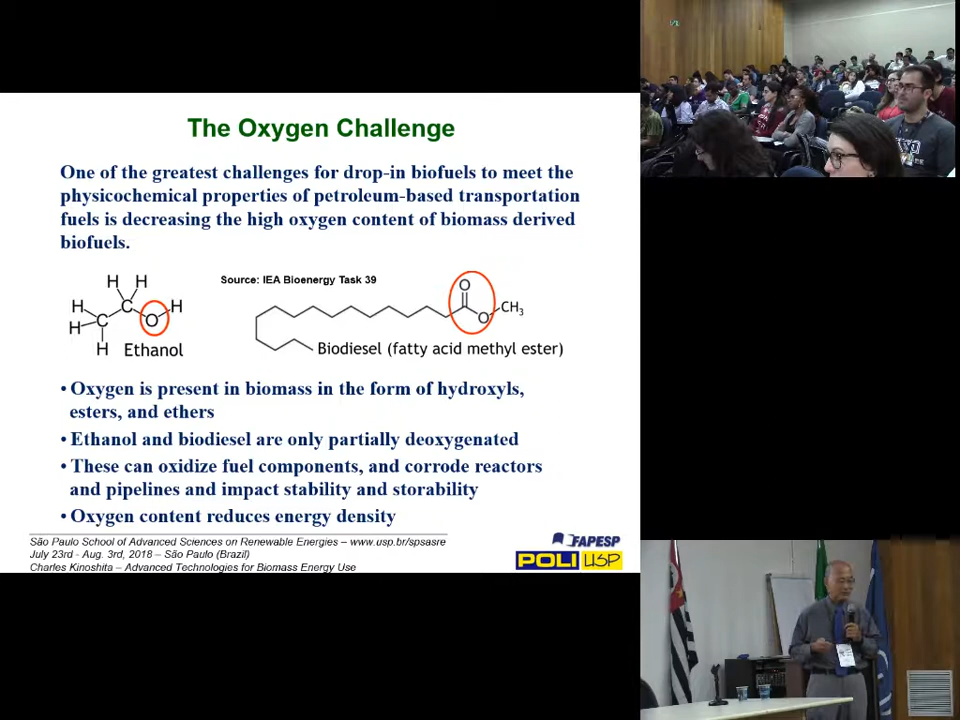 The Oxygen Challenge
One of the greatest challenges for drop-in biofuels to meet the
physicochemical properties of petroleum-based transportation
fuels is decreasing the high oxygen content of biomass derived
biofuels.
Source: IEA Bioenergy Task 39
H H
H C H
H C O
H
Ethanol
O
O CH₃
Biodiesel (fatty acid methyl ester)
• Oxygen is present in biomass in the form of hydroxyls,
esters, and ethers
• Ethanol and biodiesel are only partially deoxygenated
• These can oxidize fuel components, and corrode reactors
and pipelines and impact stability and storability
• Oxygen content reduces energy density
São Paulo School of Advanced Sciences on Renewable Energies – www.usp.br/spsasre
July 23rd - Aug. 3rd, 2018 – São Paulo (Brazil)
Charles Kinoshita – Advanced Technologies for Biomass Energy Use
FAPESP
POLI USP